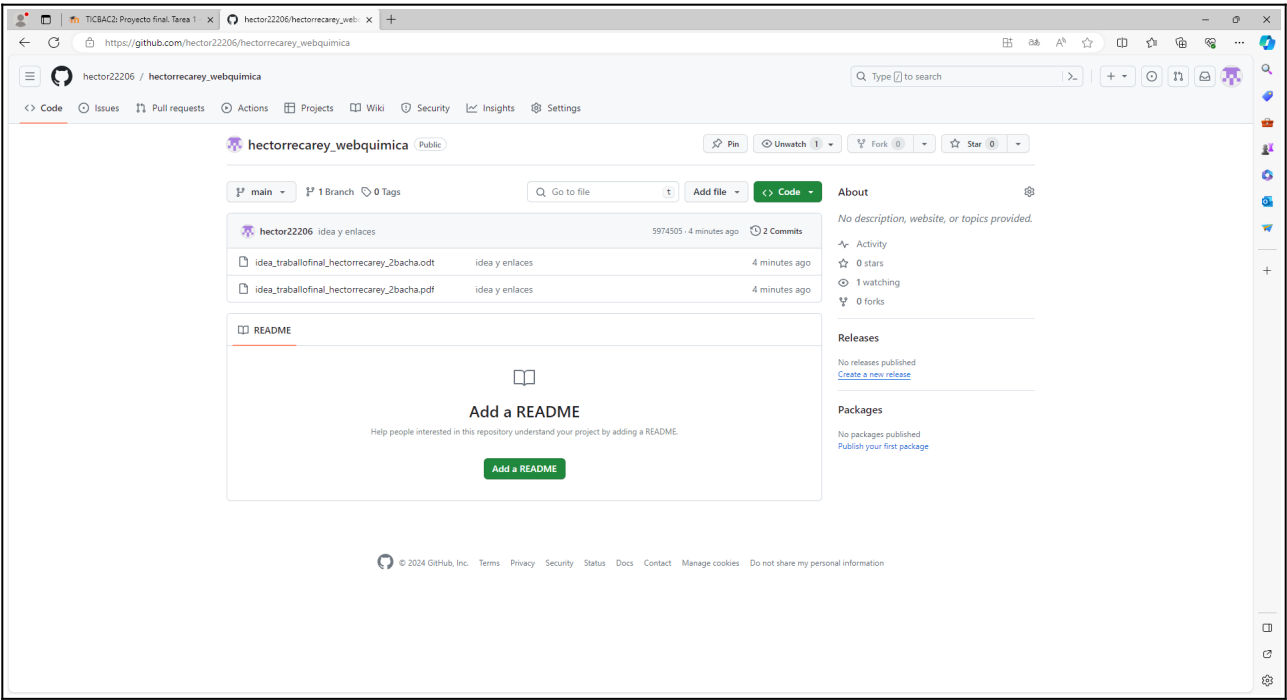 TICBAC2: Proyecto final. Tarea 1 -
hector22206/hectorrecarey_webq
https://github.com/hector22206/hectorrecarey_webquimica
hector22206 / hectorrecarey_webquimica
Type / to search
Code Issues Pull requests Actions Projects Wiki Security Insights Settings
hectorrecarey_webquimica Public
Pin Unwatch 1 Fork 0 Star 0
main 1 Branch 0 Tags Go to file t Add file Code
hector22206 idea y enlaces 5974505 · 4 minutes ago 2 Commits
idea_traballofinal_hectorrecarey_2bacha.odt idea y enlaces 4 minutes ago
idea_traballofinal_hectorrecarey_2bacha.pdf idea y enlaces 4 minutes ago
README
Add a README
Help people interested in this repository understand your project by adding a README.
Add a README
About
No description, website, or topics provided.
Activity
0 stars
1 watching
0 forks
Releases
No releases published
Create a new release
Packages
No packages published
Publish your first package
© 2024 GitHub, Inc. Terms Privacy Security Status Docs Contact Manage cookies Do not share my personal information